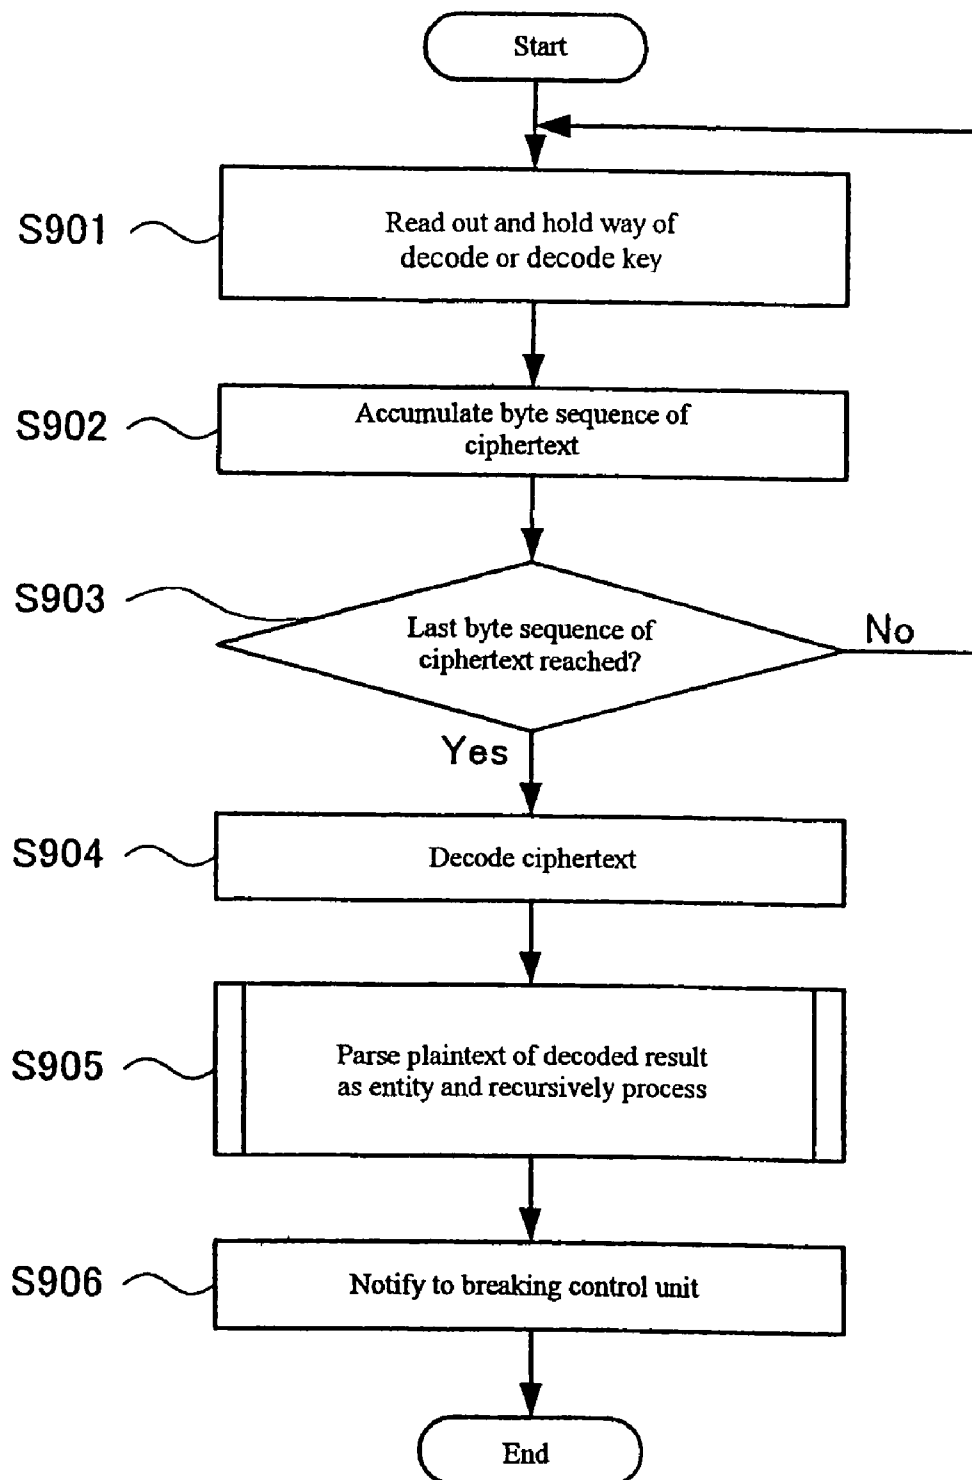 Start
S901
Read out and hold way of
decode or decode key
S902
Accumulate byte sequence of
ciphertext
S903
Last byte sequence of
ciphertext reached?
No
Yes
S904
Decode ciphertext
S905
Parse plaintext of decoded result
as entity and recursively process
S906
Notify to breaking control unit
End